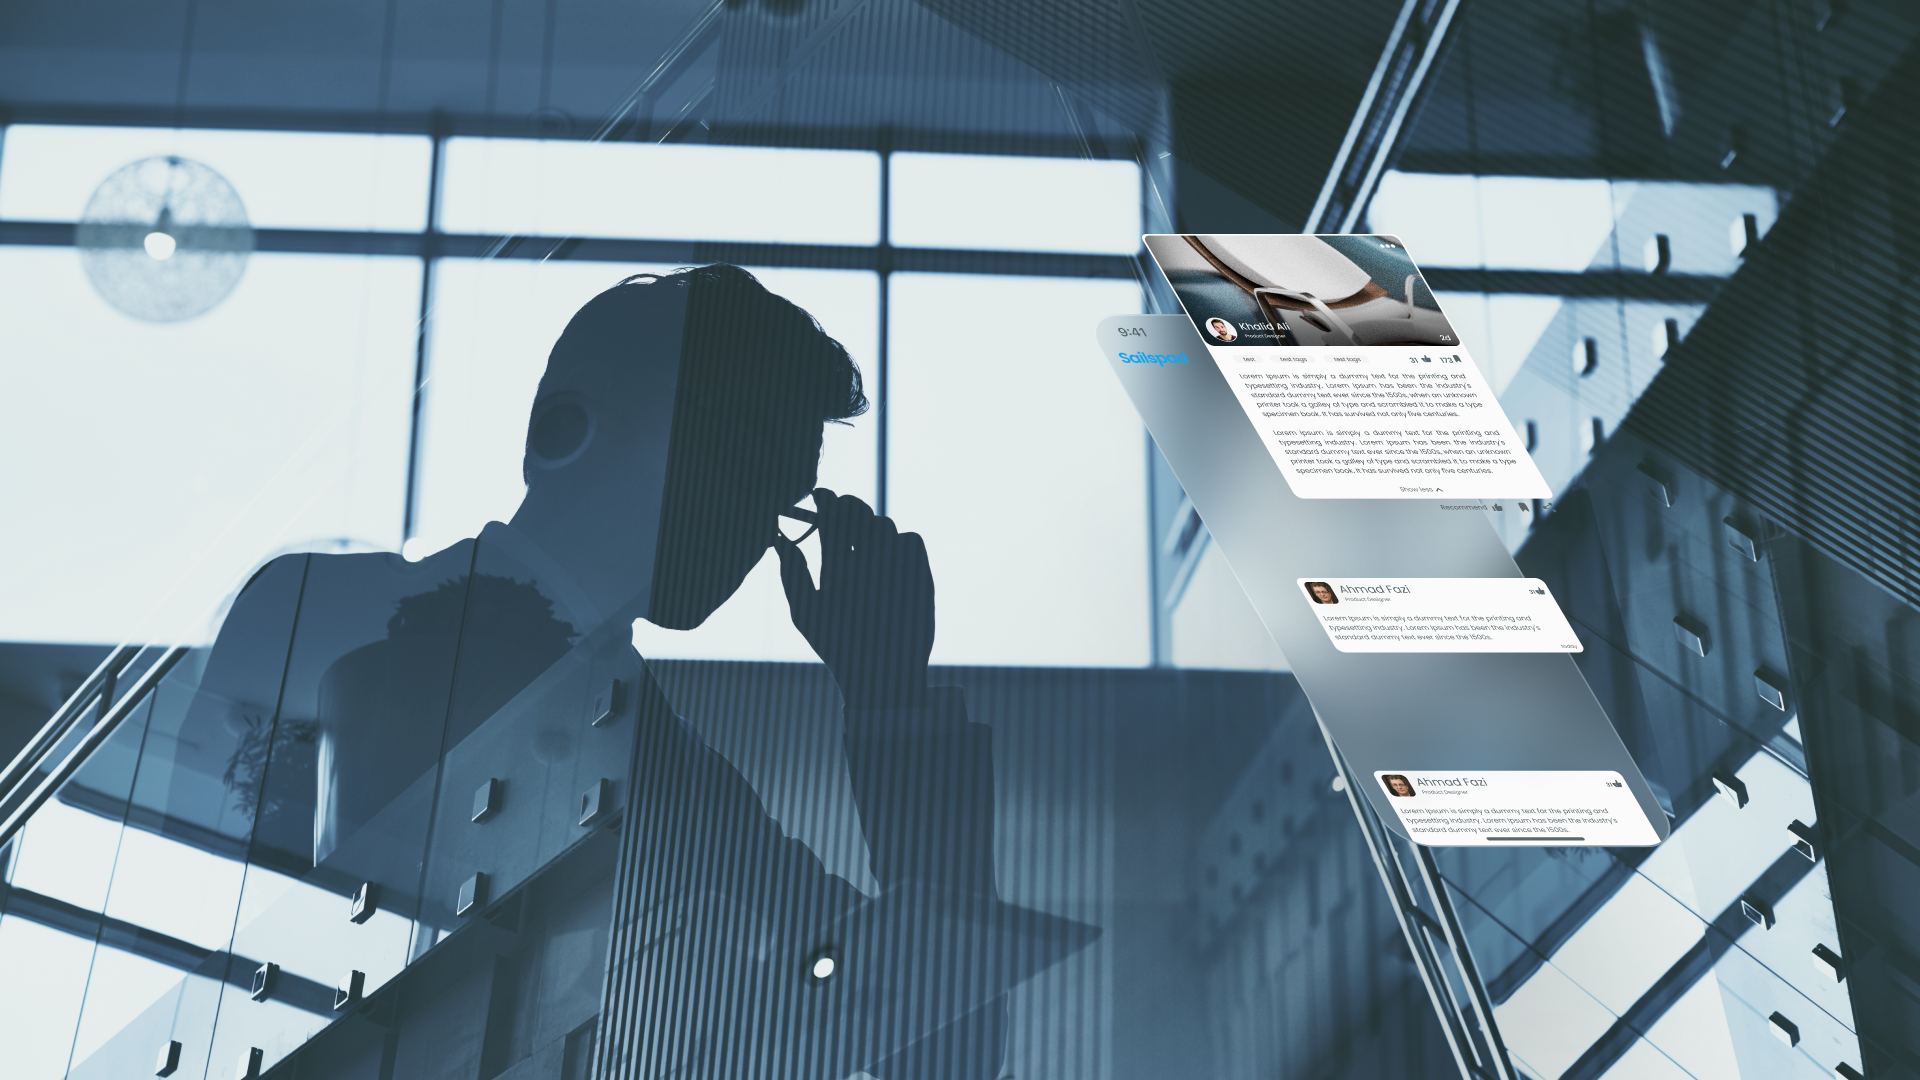 9:41
Sailspad
Khalid Ali
Product Designer
2d
test test tags test tags 31 173
Lorem Ipsum is simply a dummy text for the printing and
typesetting industry. Lorem Ipsum has been the industry's
standard dummy text ever since the 1500s, when an unknown
printer took a galley of type and scrambled it to make a type
specimen book. It has survived not only five centuries.
Lorem Ipsum is simply a dummy text for the printing and
typesetting industry. Lorem Ipsum has been the industry's
standard dummy text ever since the 1500s, when an unknown
printer took a galley of type and scrambled it to make a type
specimen book. It has survived not only five centuries.
Show less
Recommend
Ahmad Fazi
Product Designer
31
Lorem Ipsum is simply a dummy text for the printing and
typesetting industry. Lorem Ipsum has been the industry's
standard dummy text ever since the 1500s.
today
Ahmad Fazi
Product Designer
31
Lorem Ipsum is simply a dummy text for the printing and
typesetting industry. Lorem Ipsum has been the industry's
standard dummy text ever since the 1500s.